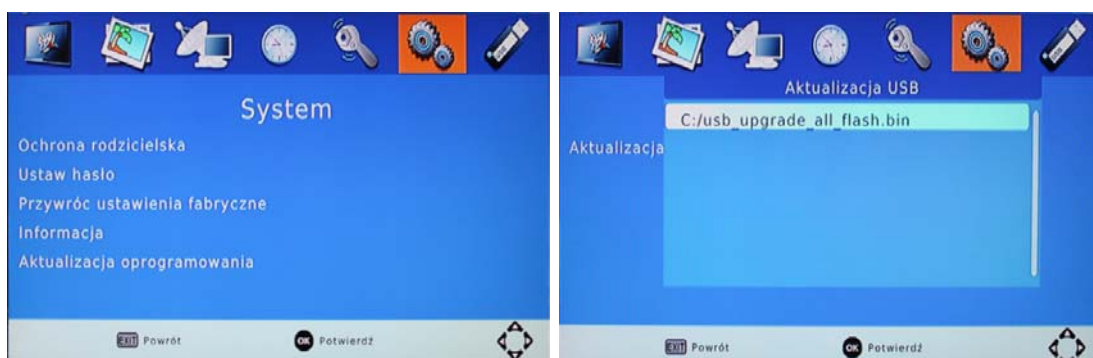 System
Ochrona rodzicielska
Ustaw hasło
Przywróc ustawienia fabryczne
Informacja
Aktualizacja oprogramowania
EXIT Powrót
OK Potwierdź
Aktualizacja USB
C:/usb_upgrade_all_flash.bin
Aktualizacja
EXIT Powrót
OK Potwierdź